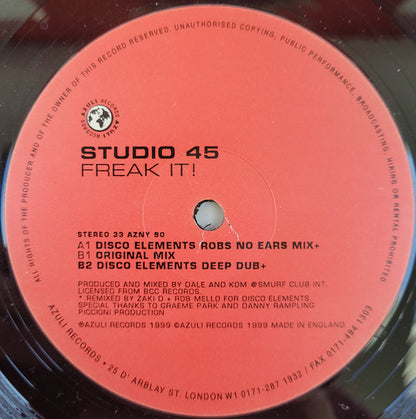 ALL RIGHTS OF THE PRODUCER AND OF THE OWNER OF THIS RECORD RESERVED. UNAUTHORISED COPYING, PUBLIC PERFORMANCE, BROADCASTING, HIRING OR RENTAL PROHIBITED.
AZULI RECORDS AZULI RECORDS
STUDIO 45
FREAK IT!
STEREO 33 AZNY 90
A1 DISCO ELEMENTS ROBS NO EARS MIX+
B1 ORIGINAL MIX
B2 DISCO ELEMENTS DEEP DUB+
PRODUCED AND MIXED BY DALE AND KOM @SMURF CLUB INT.
LICENSED FROM BCC RECORDS.
* REMIXED BY ZAKI D + ROB MELLO FOR DISCO ELEMENTS.
SPECIAL THANKS TO GRAEME PARK AND DANNY RAMPLING
PICCIONI PRODUCTION
℗AZULI RECORDS 1999 ©AZULI RECORDS 1999 MADE IN ENGLAND.
AZULI RECORDS • 25 D' ARBLAY ST. LONDON W1 0171-287 1932 / FAX 0171-494 1303